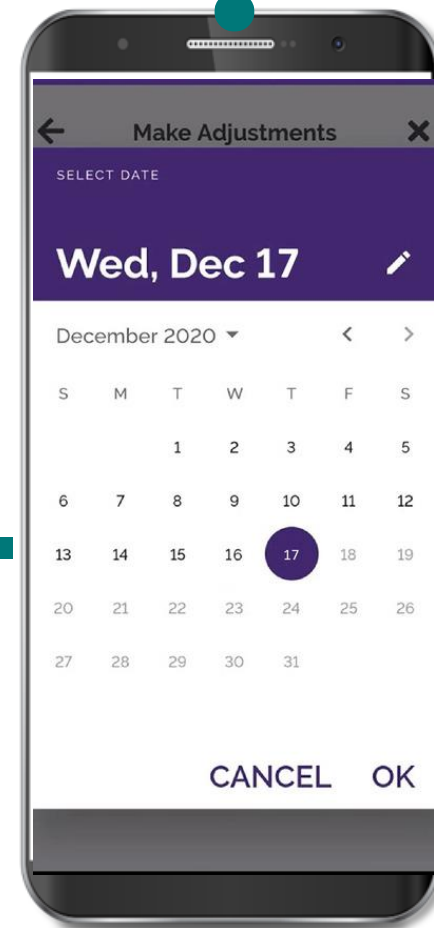 Make Adjustments
SELECT DATE
Wed, Dec 17
December 2020
S M T W T F S
1 2 3 4 5
6 7 8 9 10 11 12
13 14 15 16 17 18 19
20 21 22 23 24 25 26
27 28 29 30 31
CANCEL OK